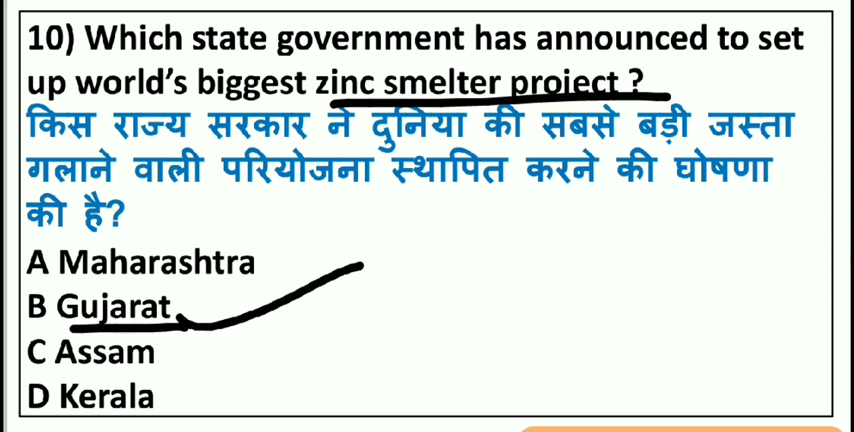 10) Which state government has announced to set
up world’s biggest zinc smelter project ?
किस राज्य सरकार ने दुनिया की सबसे बड़ी जस्ता
गलाने वाली परियोजना स्थापित करने की घोषणा
की है?
A Maharashtra
B Gujarat
C Assam
D Kerala